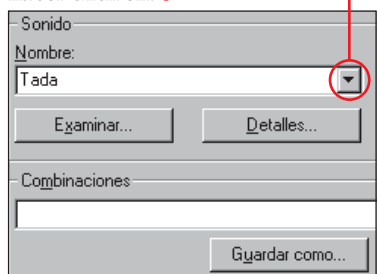 Sonido
Nombre:
Tada
Examinar... Detalles...
Combinaciones
Guardar como...